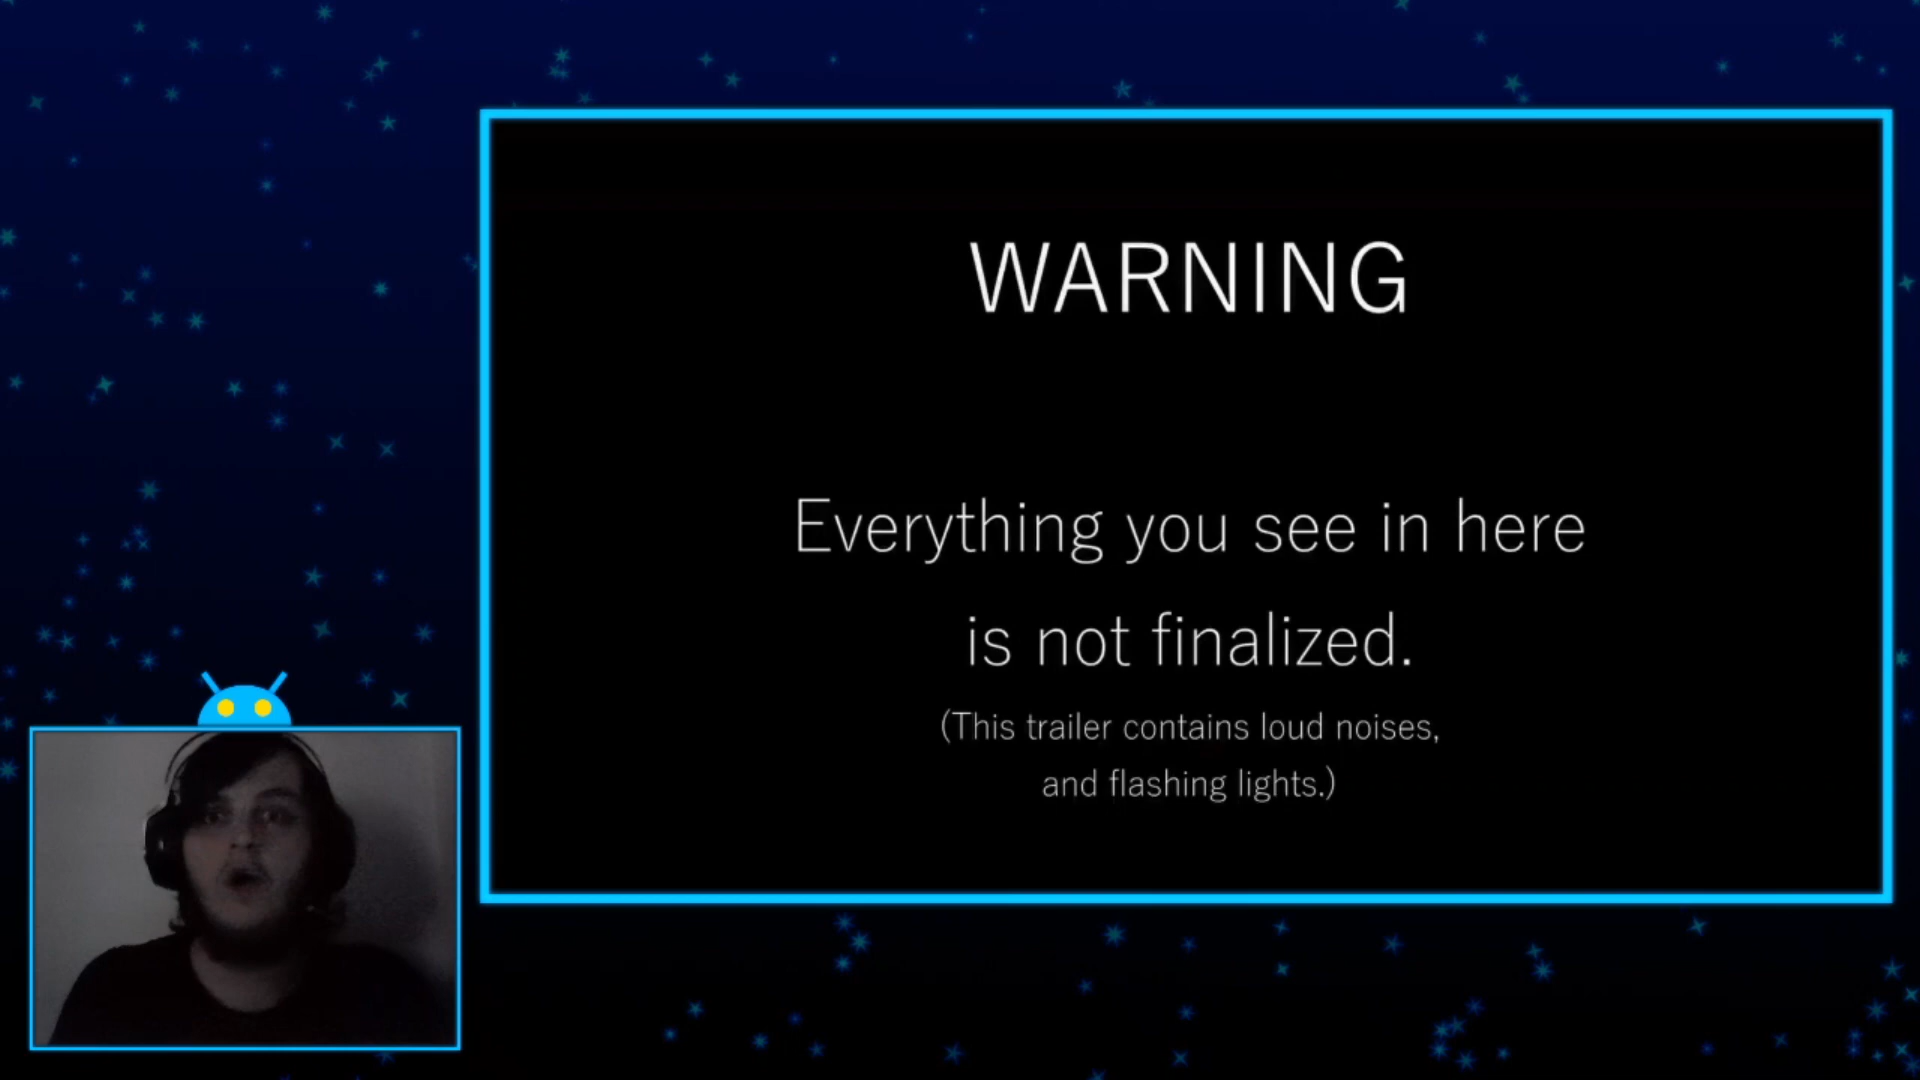 WARNING
Everything you see in here
is not finalized.
(This trailer contains loud noises,
and flashing lights.)